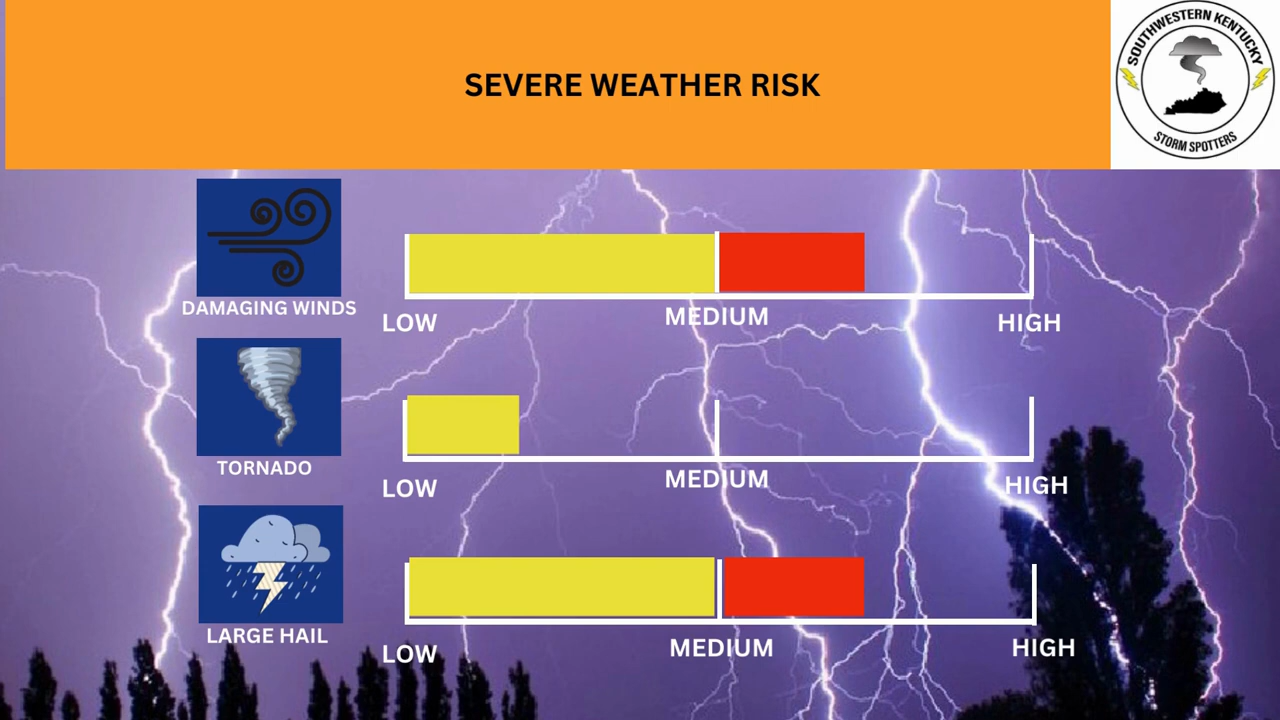 SEVERE WEATHER RISK
SOUTHWESTERN KENTUCKY
STORM SPOTTERS
DAMAGING WINDS
LOW
MEDIUM
HIGH
TORNADO
LOW
MEDIUM
HIGH
LARGE HAIL
LOW
MEDIUM
HIGH